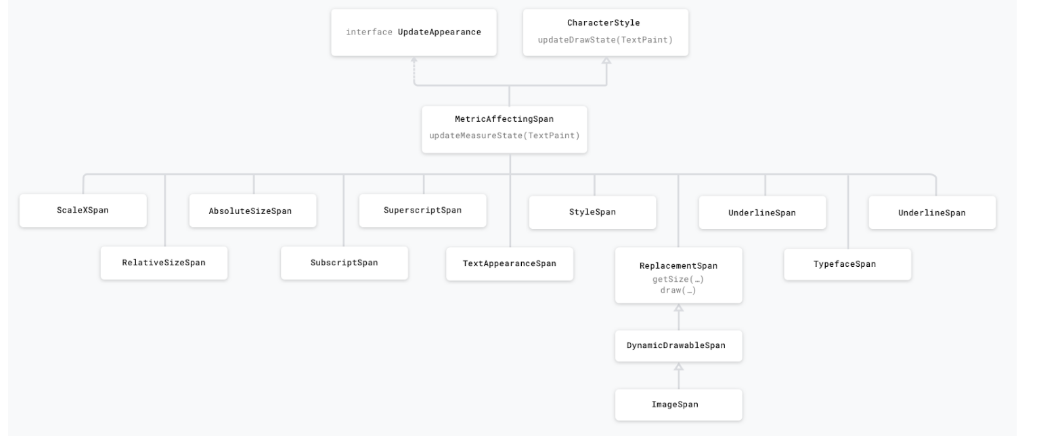 interface UpdateAppearance
CharacterStyle
updateDrawState(TextPaint)
MetricAffectingSpan
updateMeasureState(TextPaint)
ScaleXSpan
AbsoluteSizeSpan
SuperscriptSpan
StyleSpan
UnderlineSpan
UnderlineSpan
RelativeSizeSpan
SubscriptSpan
TextAppearanceSpan
ReplacementSpan
getSize(…)
draw(…)
TypefaceSpan
DynamicDrawableSpan
ImageSpan